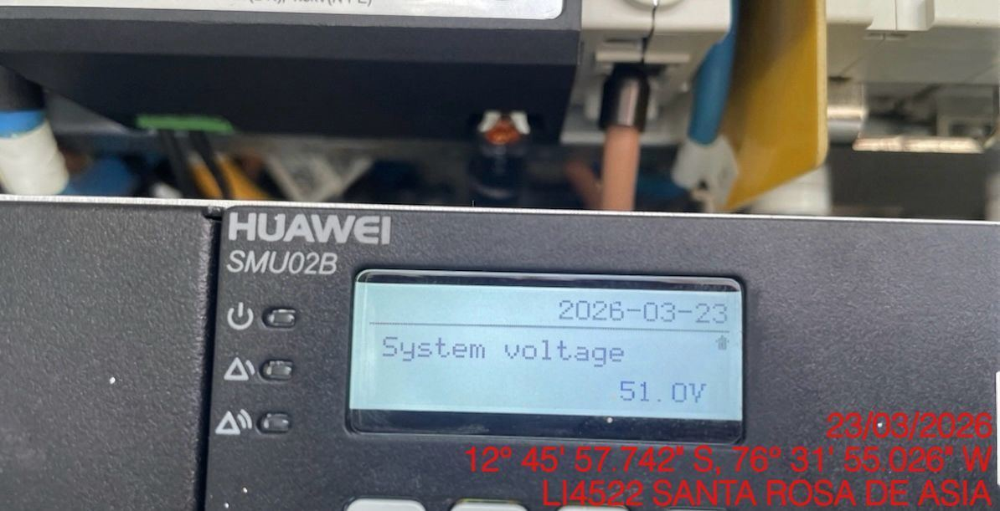 HUAWEI
SMU02B
2026-03-23
System voltage
51.0V
23/03/2026
12° 45' 57.742" S, 76° 31' 55.026" W
LI4522 SANTA ROSA DE ASIA